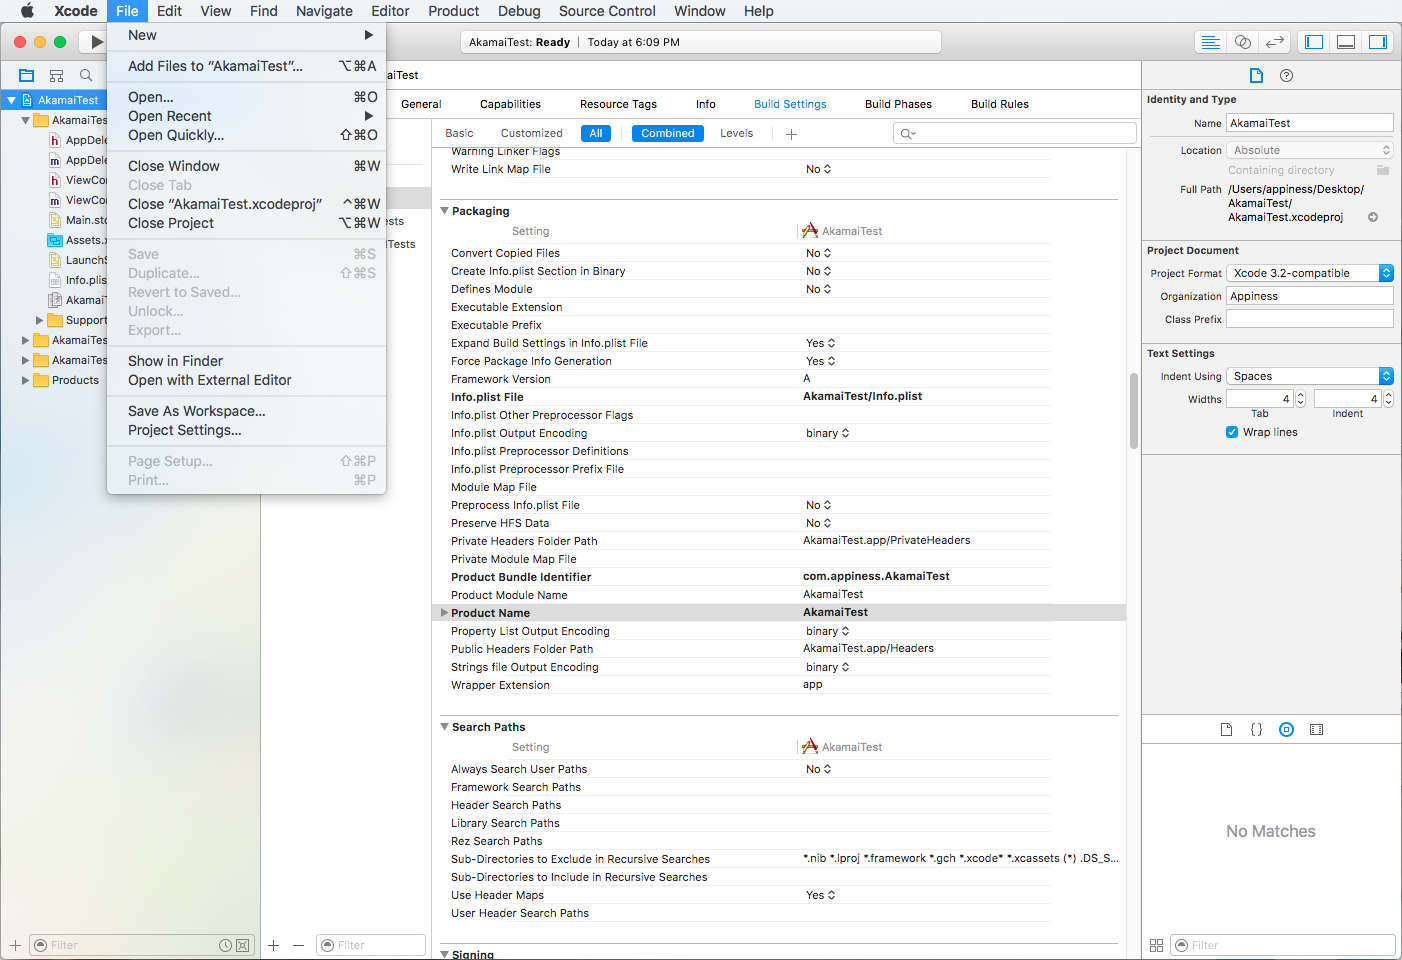 Xcode File Edit View Find Navigate Editor Product Debug Source Control Window Help
AkamaiTest: Ready | Today at 6:09 PM
New
Add Files to “AkamaiTest”... ⌥⌘A
Open... ⌘O
Open Recent
Open Quickly... ⇧⌘O
Close Window ⌘W
Close Tab
Close “AkamaiTest.xcodeproj” ^⌘W
Close Project ⌥⌘W
Save ⌘S
Duplicate... ⇧⌘S
Revert to Saved...
Unlock...
Export...
Show in Finder
Open with External Editor
Save As Workspace...
Project Settings...
Page Setup... ⇧⌘P
Print... ⌘P
AkamaiTest
AkamaiTes
AppDele
AppDele
ViewCon
ViewCon
Main.sto
Assets.x
LaunchS
Info.plis
AkamaiT
Support
AkamaiTes
AkamaiTes
Products
Filter
aiTest
ests
iTests
Filter
General Capabilities Resource Tags Info Build Settings Build Phases Build Rules
Basic Customized All Combined Levels
Warning Linker Flags
Write Link Map File No
Packaging
Setting AkamaiTest
Convert Copied Files No
Create Info.plist Section in Binary No
Defines Module No
Executable Extension
Executable Prefix
Expand Build Settings in Info.plist File Yes
Force Package Info Generation Yes
Framework Version A
Info.plist File AkamaiTest/Info.plist
Info.plist Other Preprocessor Flags
Info.plist Output Encoding binary
Info.plist Preprocessor Definitions
Info.plist Preprocessor Prefix File
Module Map File
Preprocess Info.plist File No
Preserve HFS Data No
Private Headers Folder Path AkamaiTest.app/PrivateHeaders
Private Module Map File
Product Bundle Identifier com.appiness.AkamaiTest
Product Module Name AkamaiTest
Product Name AkamaiTest
Property List Output Encoding binary
Public Headers Folder Path AkamaiTest.app/Headers
Strings file Output Encoding binary
Wrapper Extension app
Search Paths
Setting AkamaiTest
Always Search User Paths No
Framework Search Paths
Header Search Paths
Library Search Paths
Rez Search Paths
Sub-Directories to Exclude in Recursive Searches *.nib *.lproj *.framework *.gch *.xcode* *.xcassets (*) .DS_S...
Sub-Directories to Include in Recursive Searches
Use Header Maps Yes
User Header Search Paths
Signing
Identity and Type
Name AkamaiTest
Location Absolute
Containing directory
Full Path /Users/appiness/Desktop/
AkamaiTest/
AkamaiTest.xcodeproj
Project Document
Project Format Xcode 3.2-compatible
Organization Appiness
Class Prefix
Text Settings
Indent Using Spaces
Widths 4 4
Tab Indent
Wrap lines
No Matches
Filter